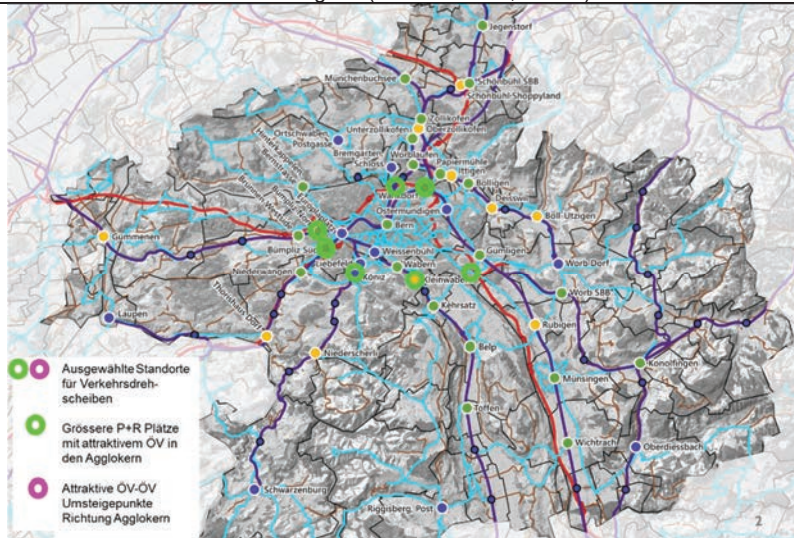 Jegenstorf
Münchenbuchsee
Schönbühl SBB
Schönbühl-Shoppyland
Zollikofen
Unterzollikofen
Oberzollikofen
Ortschwaben
Postgasse
Bremgarten
Schloss
Worblaufen
Papiermühle
Ittigen
Bolligen
Hinterkappelen
Wankdorf
Deisswil
Ostermundigen
Boll-Utzigen
Bern
Gümmenen
Brünnen-Westside
Bümpliz Süd
Weissenbühl
Gümligen
Worb Dorf
Niederwangen
Liebefeld
Wabern
Köniz
Kleinwabern
Worb SBB
Laupen
Thörishaus Dorf
Kehrsatz
Rubigen
Niederscherli
Belp
Konolfingen
Münsingen
Toffen
Wichtrach
Oberdiessbach
Schwarzenburg
Riggisberg, Post
Ausgewählte Standorte
für Verkehrsdreh-
scheiben
Grössere P+R Plätze
mit attraktivem ÖV in
den Agglokern
Attraktive ÖV-ÖV
Umsteigepunkte
Richtung Agglokern
2